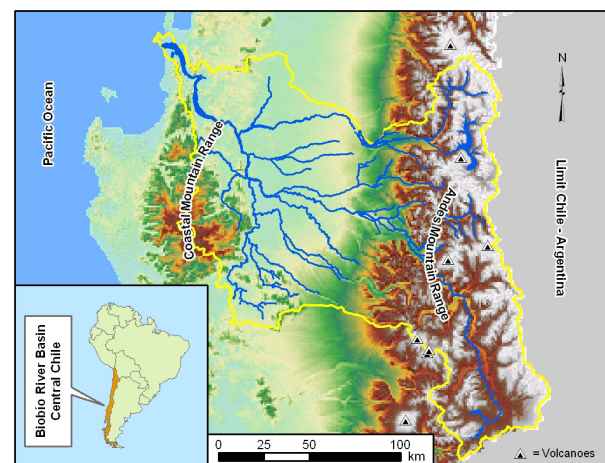 Pacific Ocean
Coastal Mountain Range
Andes Mountain Range
N
Limit Chile - Argentina
Biobio River Basin
Central Chile
0 25 50 100
km
= Volcanoes